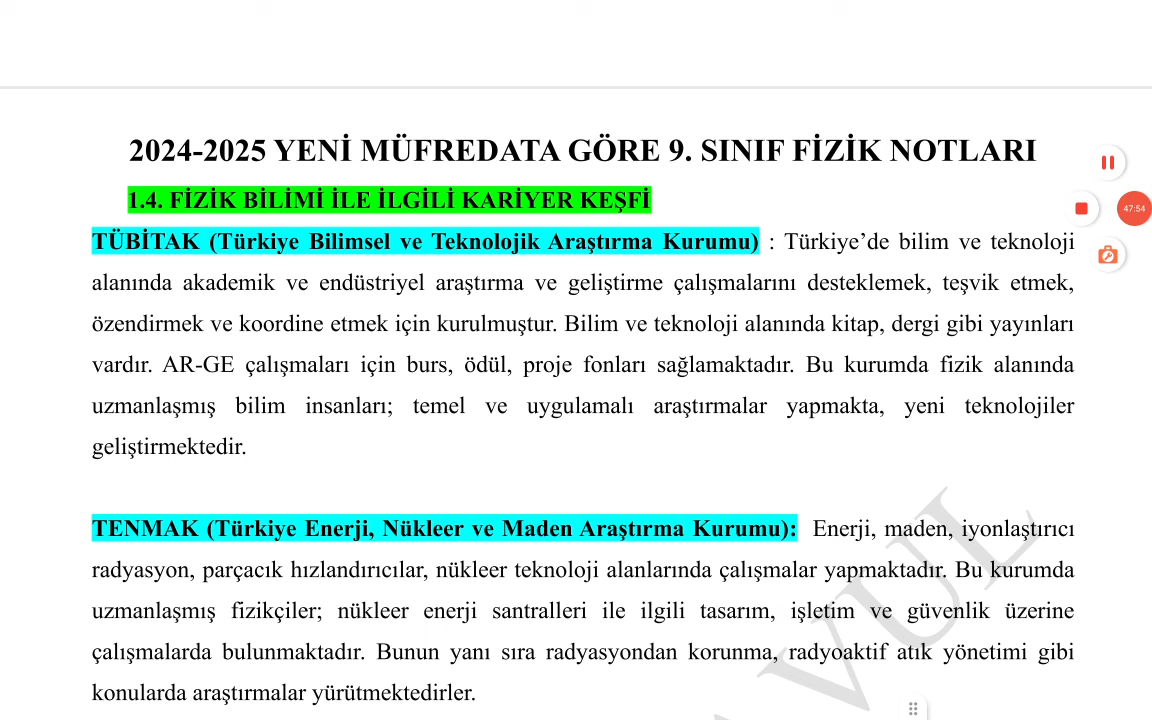 2024-2025 YENİ MÜFREDATA GÖRE 9. SINIF FİZİK NOTLARI
1.4. FİZİK BİLİMİ İLE İLGİLİ KARİYER KEŞFİ
TÜBİTAK (Türkiye Bilimsel ve Teknolojik Araştırma Kurumu) : Türkiye’de bilim ve teknoloji
alanında akademik ve endüstriyel araştırma ve geliştirme çalışmalarını desteklemek, teşvik etmek,
özendirmek ve koordine etmek için kurulmuştur. Bilim ve teknoloji alanında kitap, dergi gibi yayınları
vardır. AR-GE çalışmaları için burs, ödül, proje fonları sağlamaktadır. Bu kurumda fizik alanında
uzmanlaşmış bilim insanları; temel ve uygulamalı araştırmalar yapmakta, yeni teknolojiler
geliştirmektedir.
TENMAK (Türkiye Enerji, Nükleer ve Maden Araştırma Kurumu): Enerji, maden, iyonlaştırıcı
radyasyon, parçacık hızlandırıcılar, nükleer teknoloji alanlarında çalışmalar yapmaktadır. Bu kurumda
uzmanlaşmış fizikçiler; nükleer enerji santralleri ile ilgili tasarım, işletim ve güvenlik üzerine
çalışmalarda bulunmaktadır. Bunun yanı sıra radyasyondan korunma, radyoaktif atık yönetimi gibi
konularda araştırmalar yürütmektedirler.
47:54
VUL